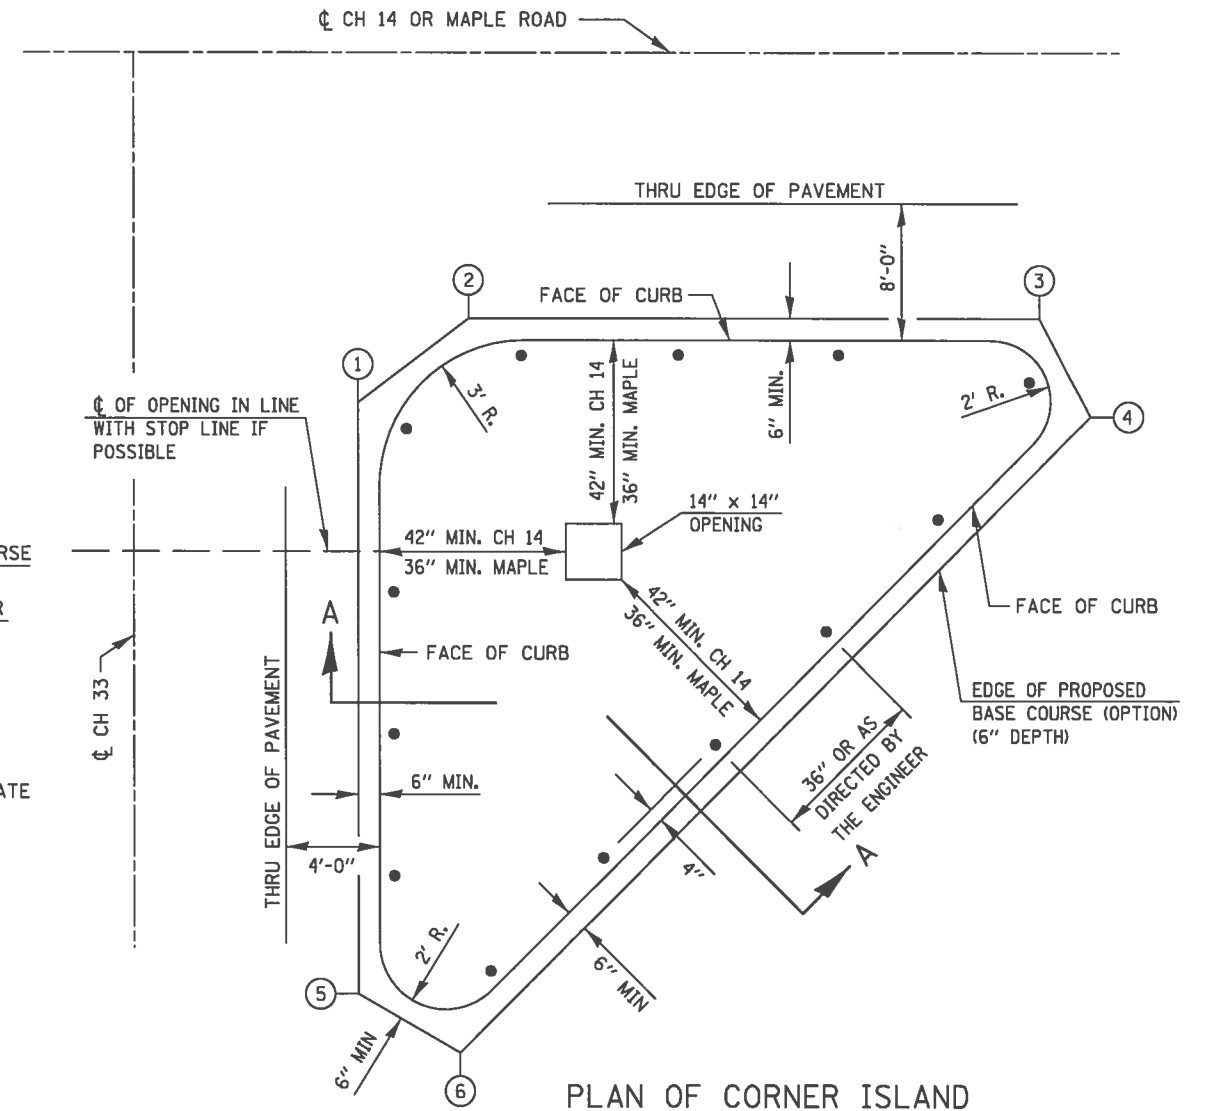 ℄ CH 14 OR MAPLE ROAD
THRU EDGE OF PAVEMENT
8'-0"
2
3
FACE OF CURB
1
6" MIN.
42" MIN. CH 14
36" MIN. MAPLE
3' R.
2' R.
4
℄ OF OPENING IN LINE
WITH STOP LINE IF
POSSIBLE
14" x 14"
OPENING
42" MIN. CH 14
36" MIN. MAPLE
RSE
R
A
42" MIN. CH 14
36" MIN. MAPLE
FACE OF CURB
FACE OF CURB
℄ CH 33
THRU EDGE OF PAVEMENT
EDGE OF PROPOSED
BASE COURSE (OPTION)
(6" DEPTH)
36" OR AS
DIRECTED BY
THE ENGINEER
ATE
6" MIN.
4'-0"
4"
A
2' R.
6" MIN
5
6" MIN
6
PLAN OF CORNER ISLAND